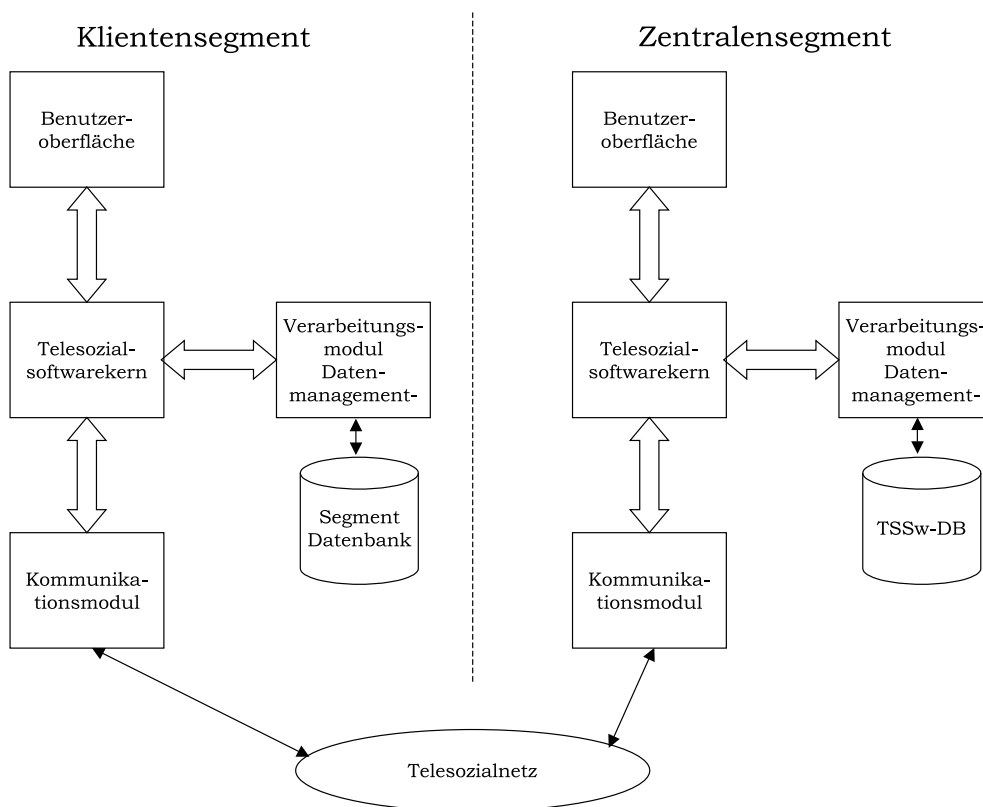 Klientensegment
Benutzer-
oberfläche
Telesozial-
softwarekern
Verarbeitungs-
modul
Daten-
management-
Segment
Datenbank
Kommunika-
tionsmodul
Zentralensegment
Benutzer-
oberfläche
Telesozial-
softwarekern
Verarbeitungs-
modul
Daten-
management-
TSSw-DB
Kommunika-
tionsmodul
Telesozialnetz